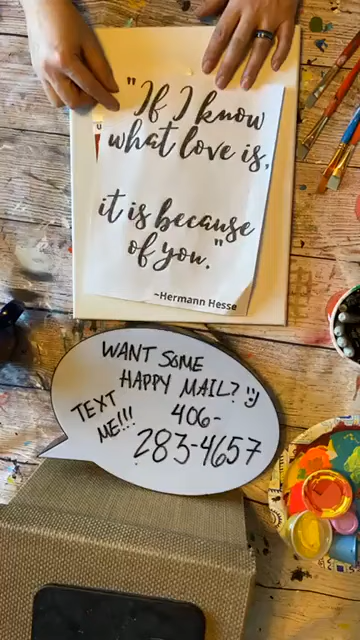 "If I know
what love is,
it is because
of you."
~Hermann Hesse
WANT SOME
HAPPY MAIL? :)
TEXT
ME!!!
406-
283-4657